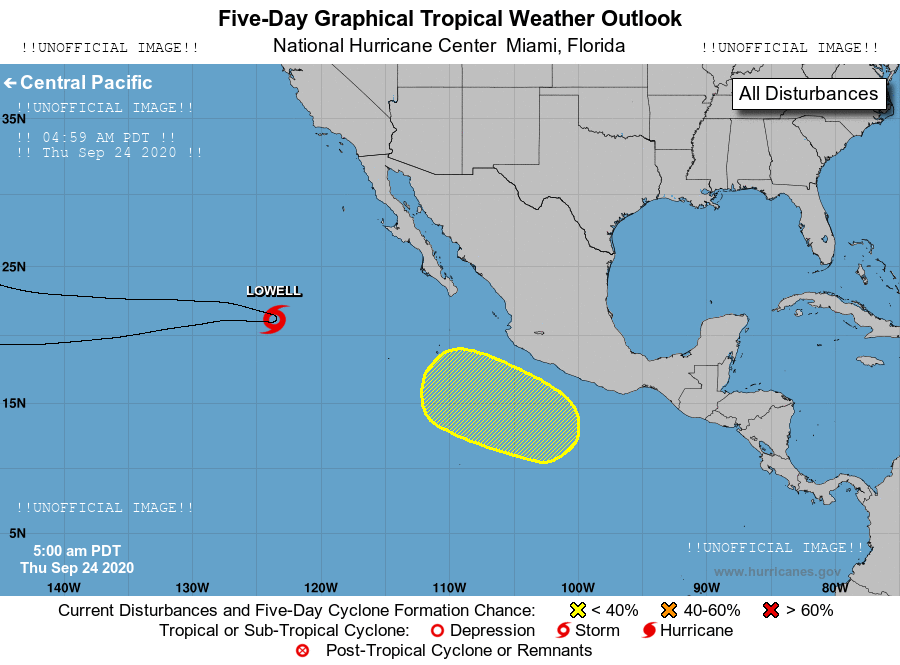 Five-Day Graphical Tropical Weather Outlook
!!UNOFFICIAL IMAGE!!
National Hurricane Center Miami, Florida
!!UNOFFICIAL IMAGE!!
Central Pacific
All Disturbances
!!UNOFFICIAL IMAGE!!
35N
!! 04:59 AM PDT !!
!! Thu Sep 24 2020 !!
25N
LOWELL
15N
!!UNOFFICIAL IMAGE!!
5N
5:00 am PDT
Thu Sep 24 2020
!!UNOFFICIAL IMAGE!!
www.hurricanes.gov
140W 130W 120W 110W 100W 90W 80W
Current Disturbances and Five-Day Cyclone Formation Chance: < 40% 40-60% > 60%
Tropical or Sub-Tropical Cyclone: Depression Storm Hurricane
Post-Tropical Cyclone or Remnants